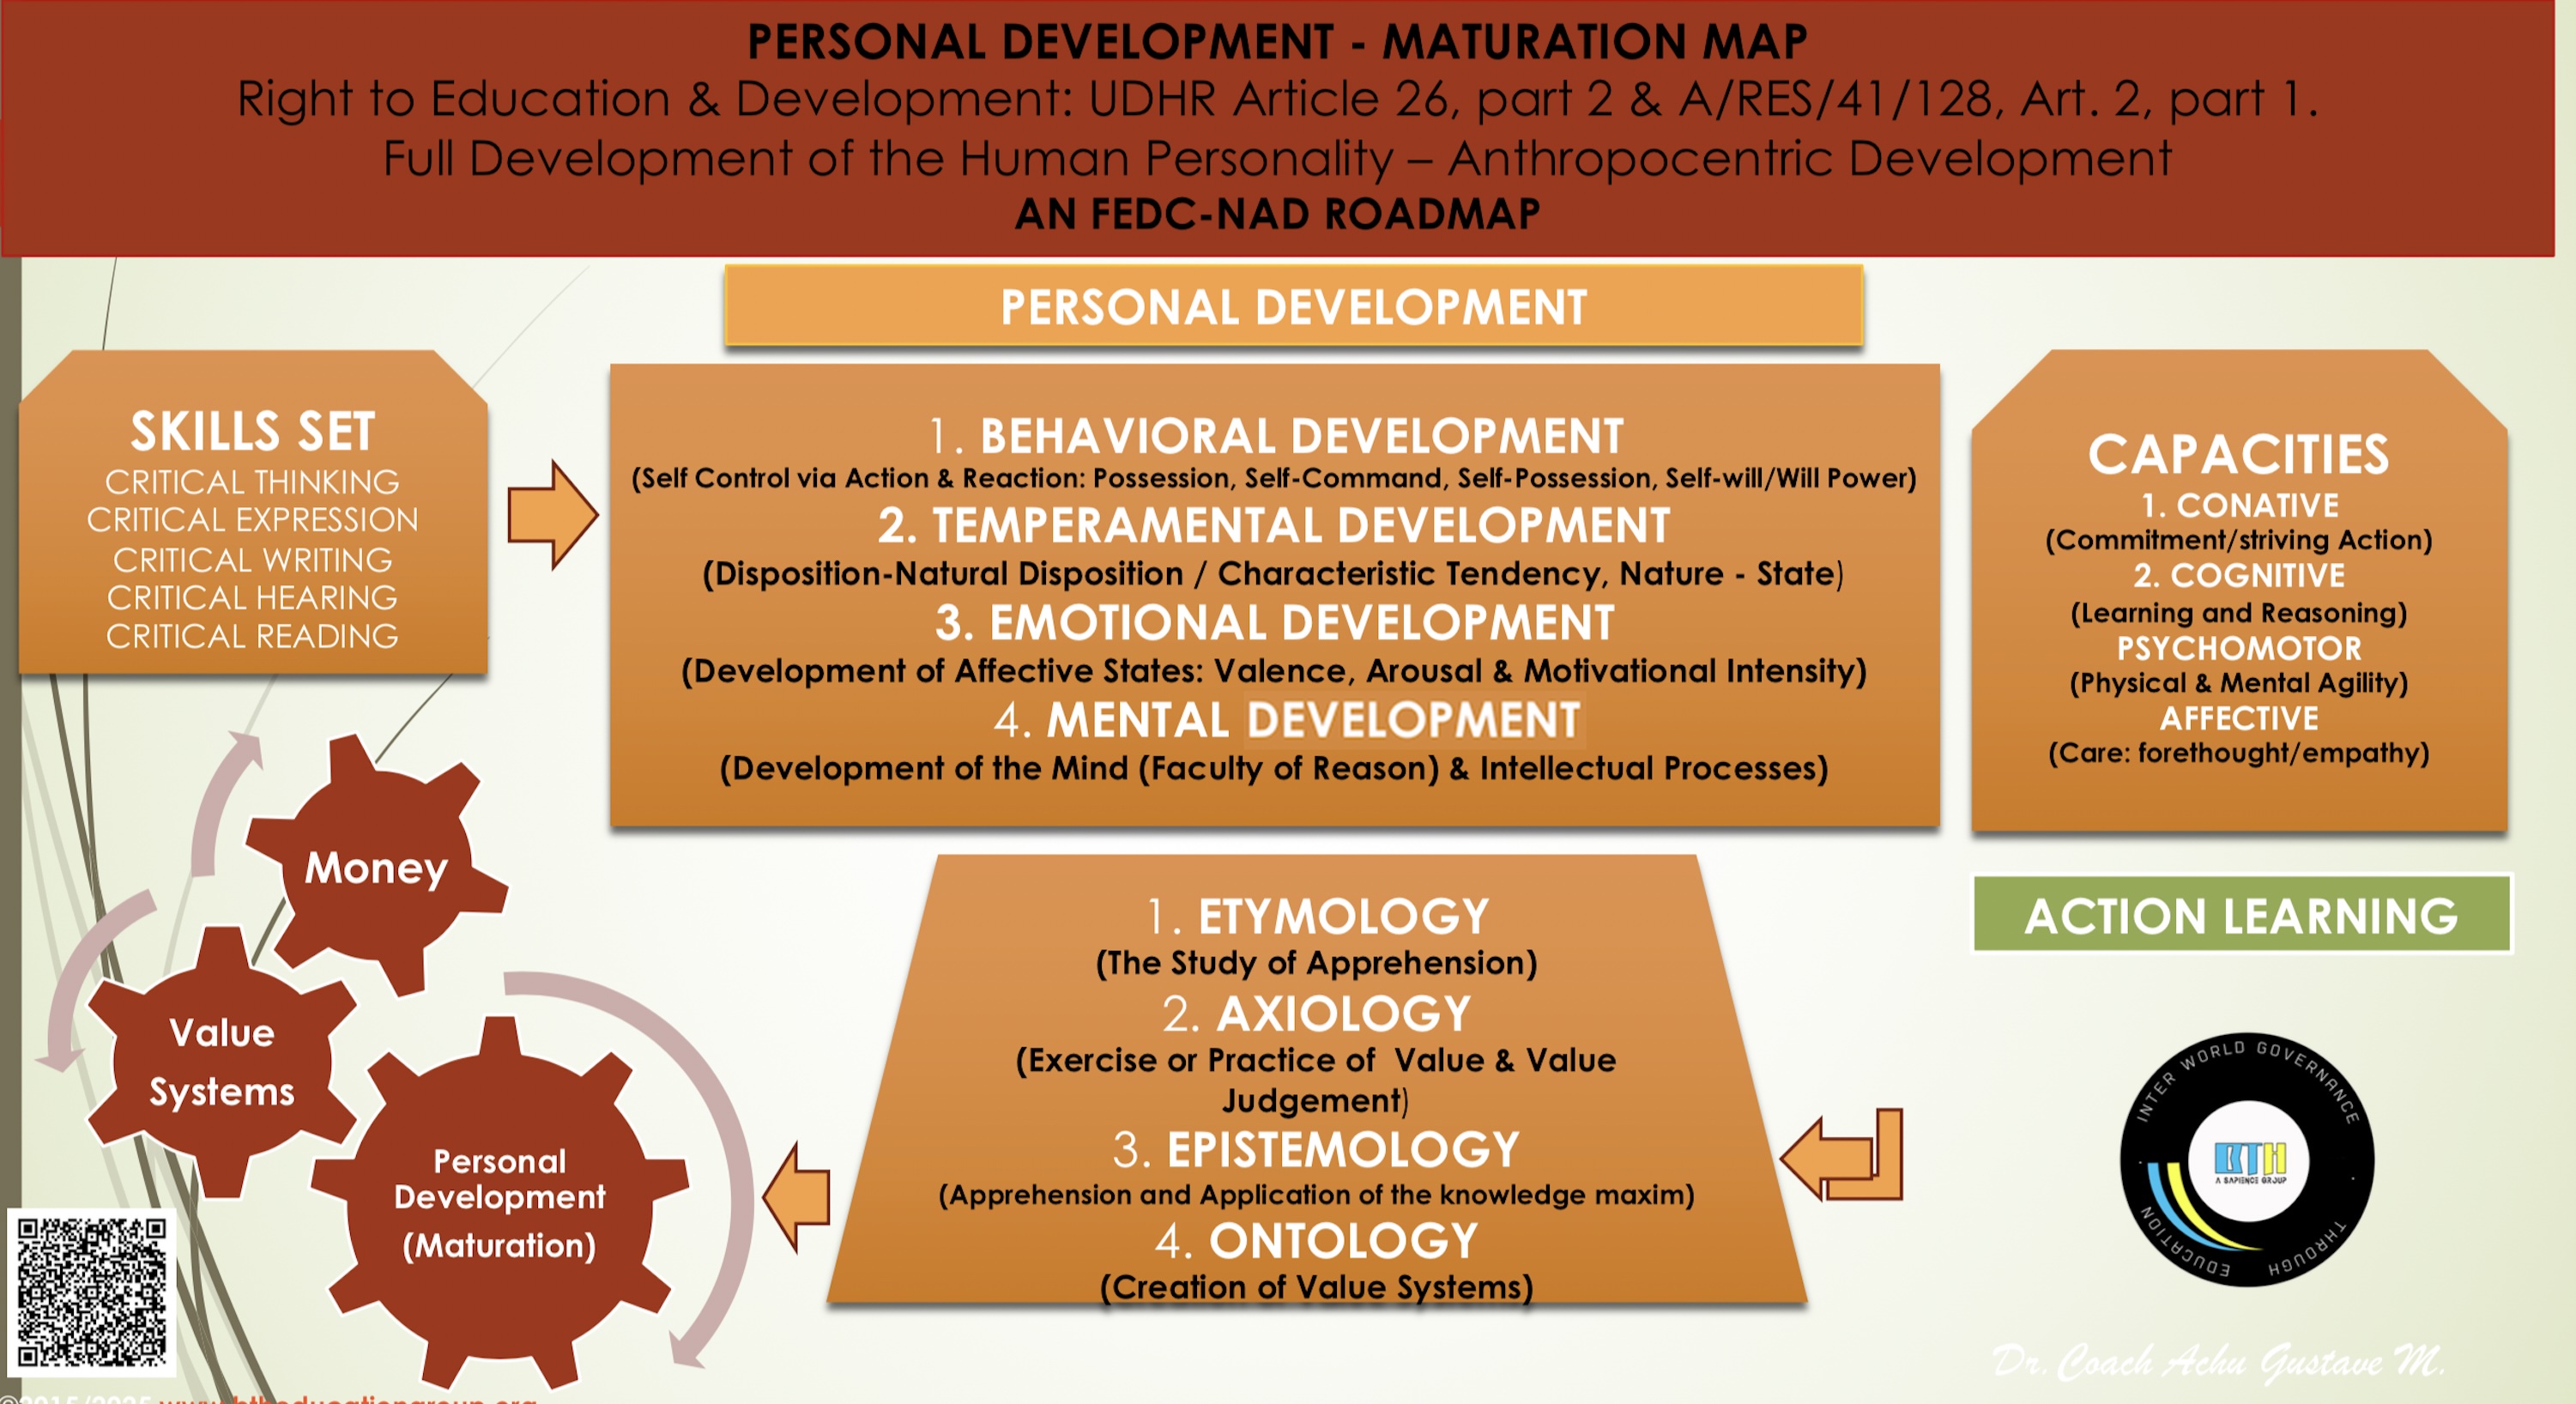 PERSONAL DEVELOPMENT - MATURATION MAP
Right to Education & Development: UDHR Article 26, part 2 & A/RES/41/128, Art. 2, part 1.
Full Development of the Human Personality – Anthropocentric Development
AN FEDC-NAD ROADMAP
PERSONAL DEVELOPMENT
SKILLS SET
CRITICAL THINKING
CRITICAL EXPRESSION
CRITICAL WRITING
CRITICAL HEARING
CRITICAL READING
1. BEHAVIORAL DEVELOPMENT
(Self Control via Action & Reaction: Possession, Self-Command, Self-Possession, Self-will/Will Power)
2. TEMPERAMENTAL DEVELOPMENT
(Disposition-Natural Disposition / Characteristic Tendency, Nature - State)
3. EMOTIONAL DEVELOPMENT
(Development of Affective States: Valence, Arousal & Motivational Intensity)
4. MENTAL DEVELOPMENT
(Development of the Mind (Faculty of Reason) & Intellectual Processes)
CAPACITIES
1. CONATIVE
(Commitment/striving Action)
2. COGNITIVE
(Learning and Reasoning)
PSYCHOMOTOR
(Physical & Mental Agility)
AFFECTIVE
(Care: forethought/empathy)
ACTION LEARNING
1. ETYMOLOGY
(The Study of Apprehension)
2. AXIOLOGY
(Exercise or Practice of Value & Value
Judgement)
3. EPISTEMOLOGY
(Apprehension and Application of the knowledge maxim)
4. ONTOLOGY
(Creation of Value Systems)
Money
Value
Systems
Personal
Development
(Maturation)
INTER WORLD GOVERNANCE
THROUGH
EDUCATION
BTH
A SAPIENCE GROUP
Dr. Coach Achu Gustave M.
©2015/2025 www.btheducationgroup.org